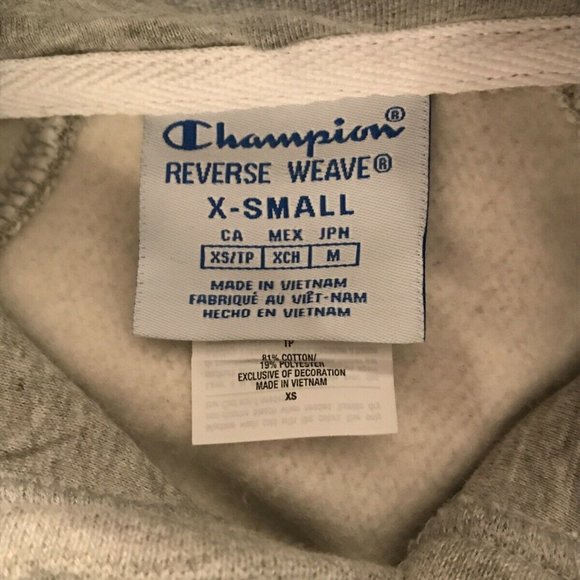 Champion®
REVERSE WEAVE®
X-SMALL
CA MEX JPN
XS/TP XCH M
MADE IN VIETNAM
FABRIQUÉ AU VIÊT-NAM
HECHO EN VIETNAM
TP
81% COTTON/
19% POLYESTER
EXCLUSIVE OF DECORATION
MADE IN VIETNAM
XS